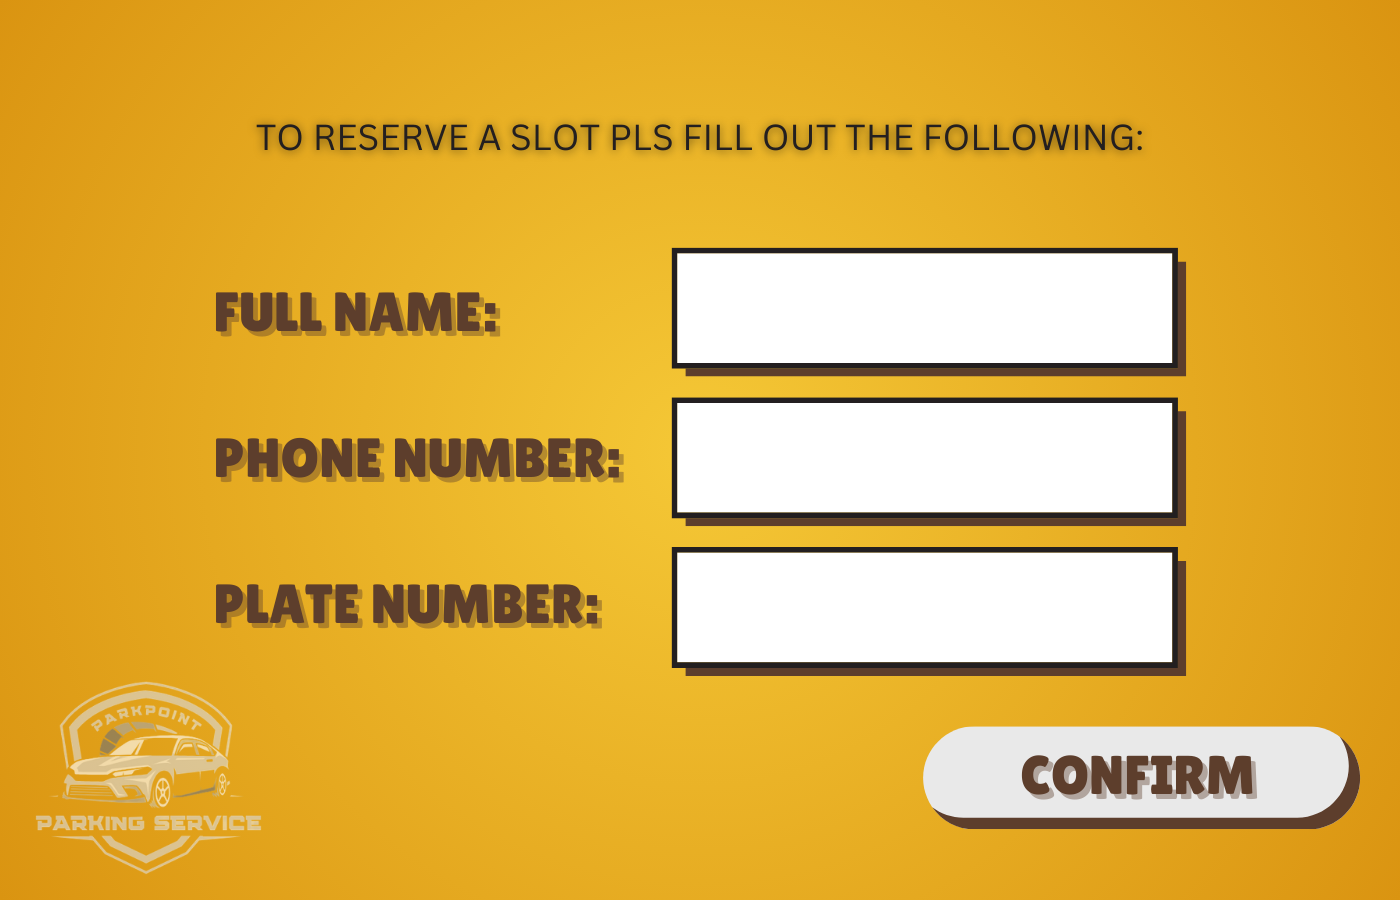 TO RESERVE A SLOT PLS FILL OUT THE FOLLOWING:
FULL NAME:
PHONE NUMBER:
PLATE NUMBER:
PARKPOINT
PARKING SERVICE
CONFIRM